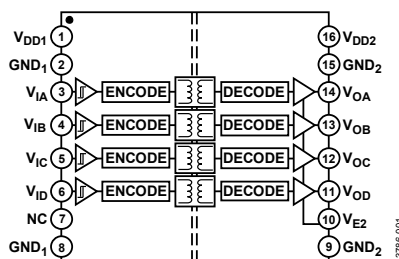 VDD1 1 16 VDD2
GND1 2 15 GND2
VIA 3 ENCODE DECODE 14 VOA
VIB 4 ENCODE DECODE 13 VOB
VIC 5 ENCODE DECODE 12 VOC
VID 6 ENCODE DECODE 11 VOD
NC 7 10 VE2
GND1 8 9 GND2